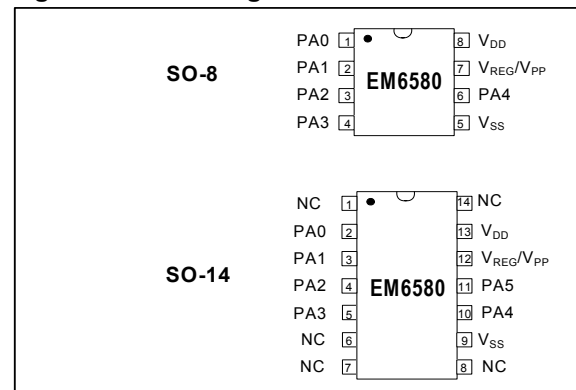 SO-8
PA0 1 8 VDD
PA1 2 7 VREG/VPP
PA2 3 6 PA4
PA3 4 5 VSS
EM6580
SO-14
NC 1 14 NC
PA0 2 13 VDD
PA1 3 12 VREG/VPP
PA2 4 11 PA5
PA3 5 10 PA4
NC 6 9 VSS
NC 7 8 NC
EM6580